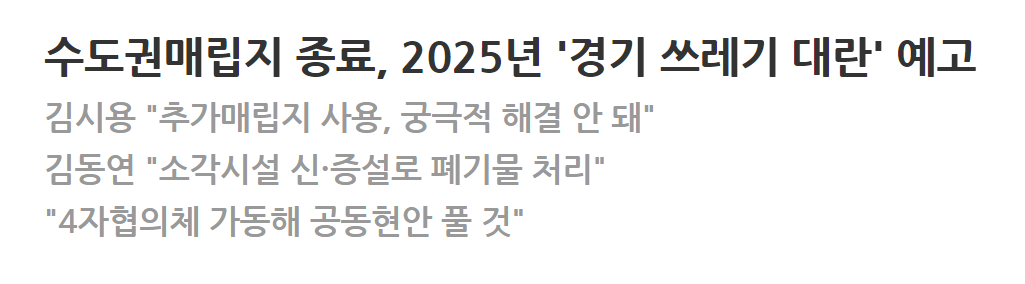 수도권매립지 종료, 2025년 '경기 쓰레기 대란' 예고
김시용 "추가매립지 사용, 궁극적 해결 안 돼"
김동연 "소각시설 신·증설로 폐기물 처리"
"4자협의체 가동해 공동현안 풀 것"